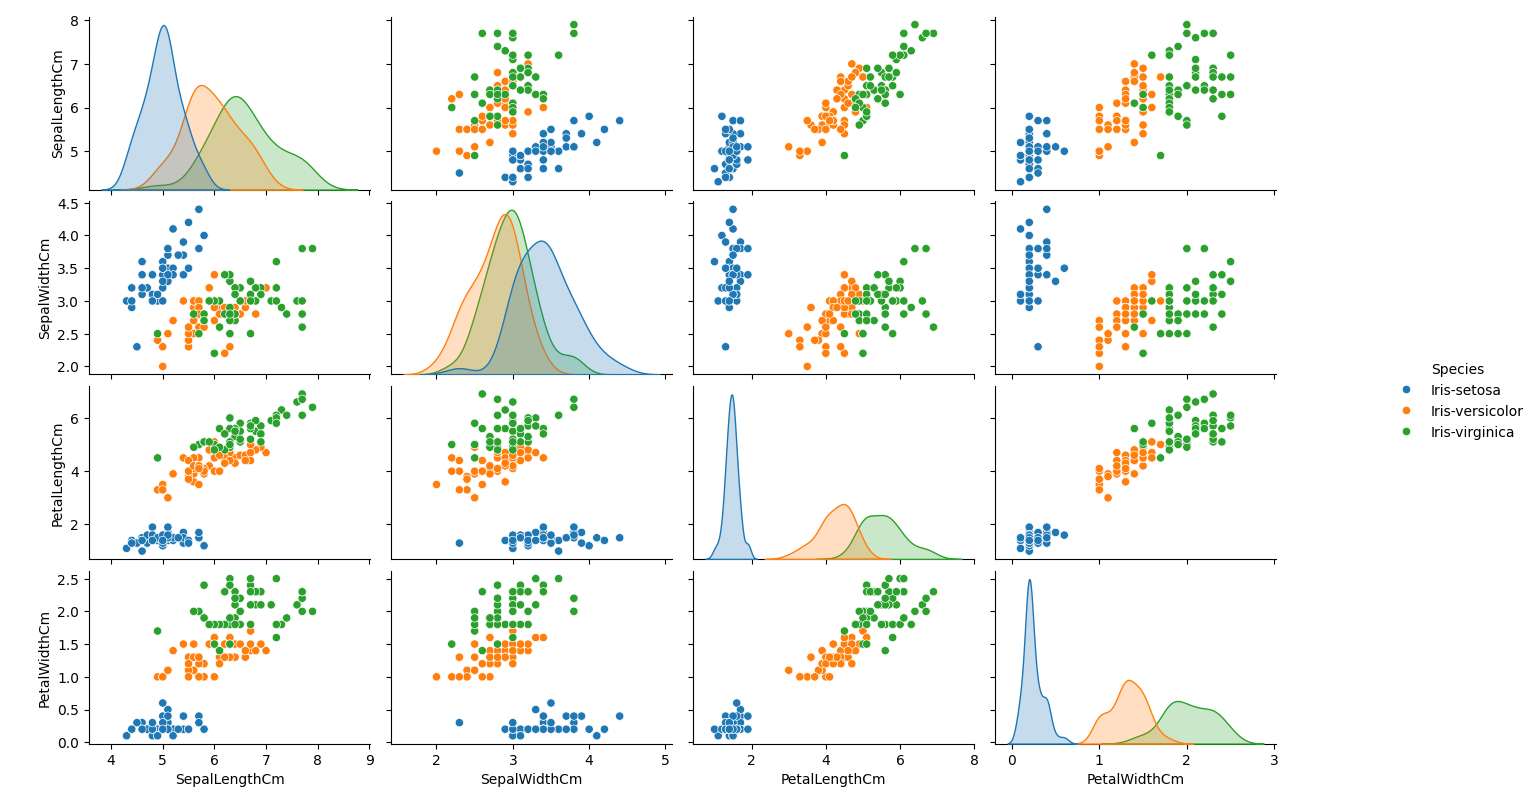 8
7
6
5
SepalLengthCm
4.5
4.0
3.5
3.0
2.5
2.0
SepalWidthCm
6
4
2
PetalLengthCm
2.5
2.0
1.5
1.0
0.5
0.0
PetalWidthCm
4 5 6 7 8 9
SepalLengthCm
2 3 4 5
SepalWidthCm
2 4 6 8
PetalLengthCm
0 1 2 3
PetalWidthCm
Species
Iris-setosa
Iris-versicolor
Iris-virginica